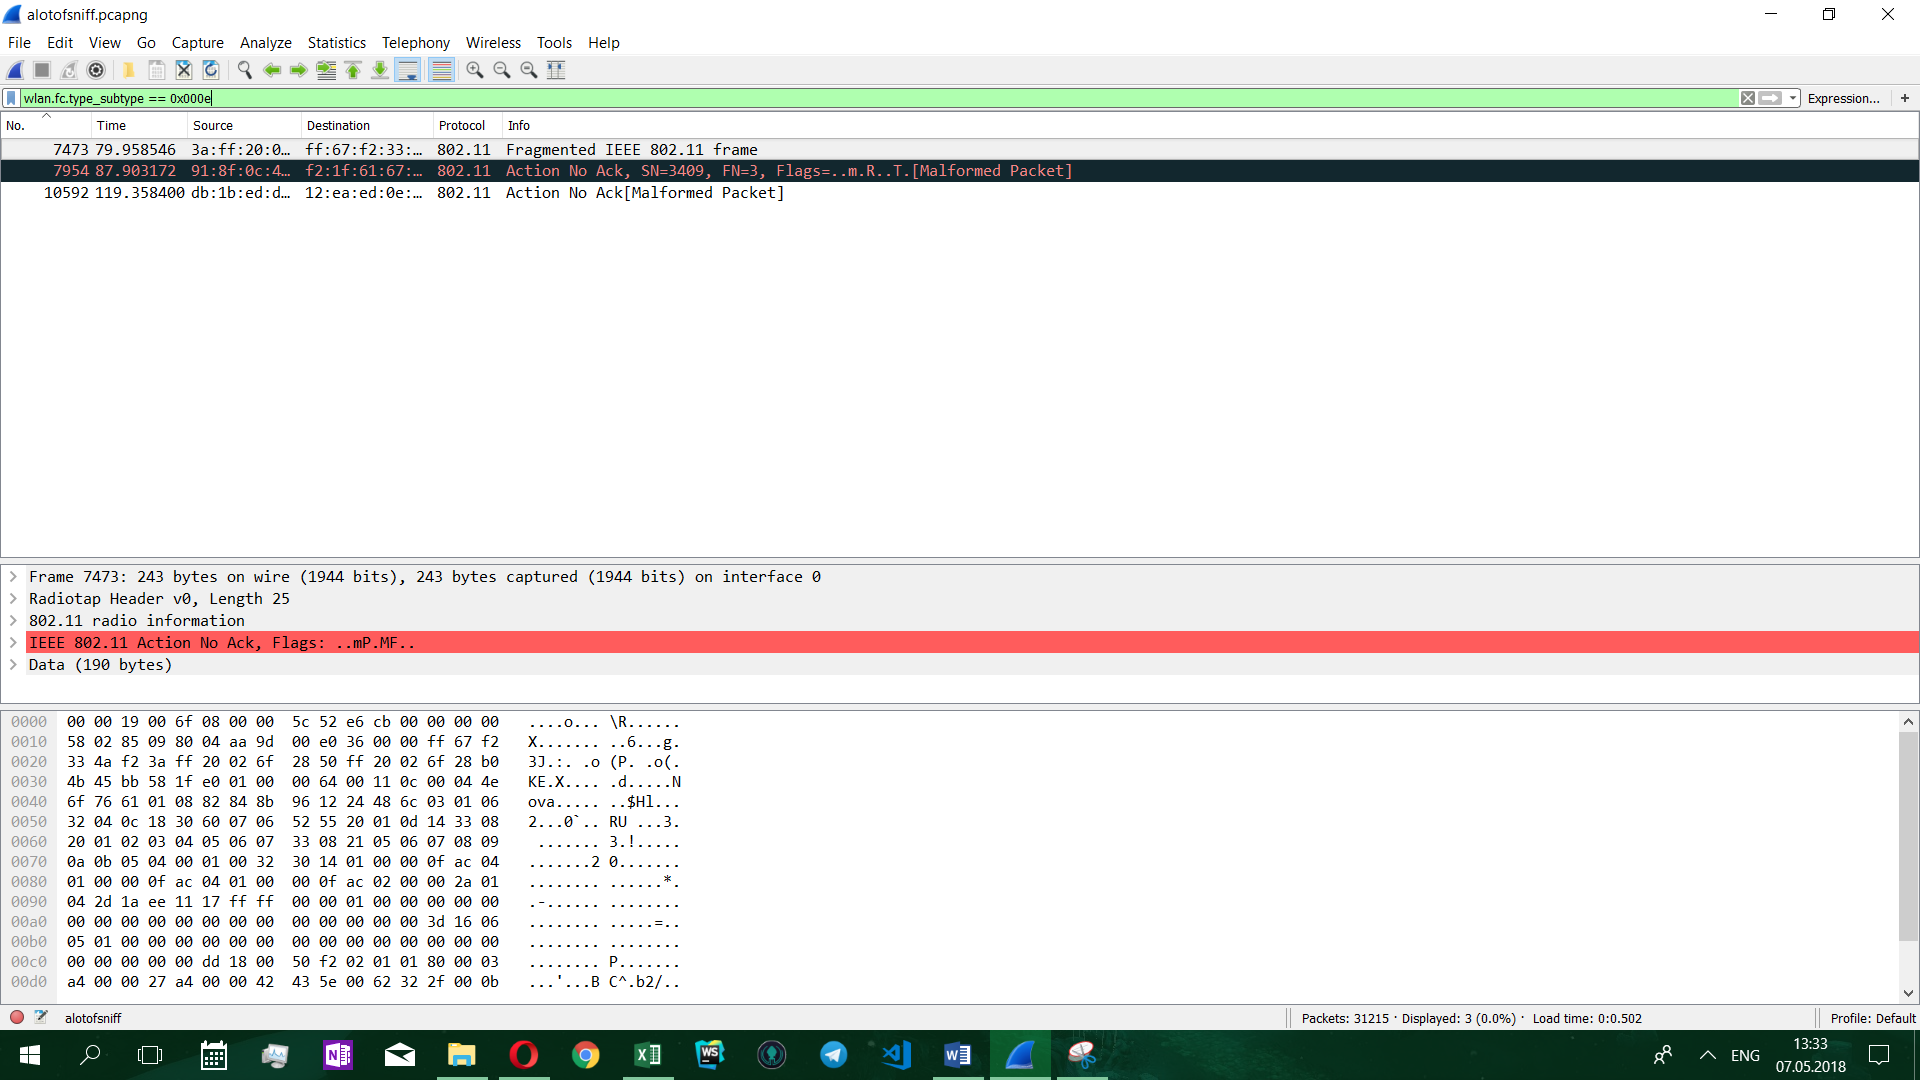 alotofsniff.pcapng
File Edit View Go Capture Analyze Statistics Telephony Wireless Tools Help
wlan.fc.type_subtype == 0x000e Expression... +
No. Time Source Destination Protocol Info
7473 79.958546 3a:ff:20:0… ff:67:f2:33:… 802.11 Fragmented IEEE 802.11 frame
7954 87.903172 91:8f:0c:4… f2:1f:61:67:… 802.11 Action No Ack, SN=3409, FN=3, Flags=..m.R..T.[Malformed Packet]
10592 119.358400 db:1b:ed:d… 12:ea:ed:0e:… 802.11 Action No Ack[Malformed Packet]
Frame 7473: 243 bytes on wire (1944 bits), 243 bytes captured (1944 bits) on interface 0
Radiotap Header v0, Length 25
802.11 radio information
IEEE 802.11 Action No Ack, Flags: ..mP.MF..
Data (190 bytes)
0000 00 00 19 00 6f 08 00 00 5c 52 e6 cb 00 00 00 00 ....o... \R......
0010 58 02 85 09 80 04 aa 9d 00 e0 36 00 00 ff 67 f2 X....... ..6...g.
0020 33 4a f2 3a ff 20 02 6f 28 50 ff 20 02 6f 28 b0 3J.:. .o (P. .o(.
0030 4b 45 bb 58 1f e0 01 00 00 64 00 11 0c 00 04 4e KE.X.... .d.....N
0040 6f 76 61 01 08 82 84 8b 96 12 24 48 6c 03 01 06 ova..... ..$Hl...
0050 32 04 0c 18 30 60 07 06 52 55 20 01 0d 14 33 08 2...0`.. RU ...3.
0060 20 01 02 03 04 05 06 07 33 08 21 05 06 07 08 09 ....... 3.!.....
0070 0a 0b 05 04 00 01 00 32 30 14 01 00 00 0f ac 04 .......2 0.......
0080 01 00 00 0f ac 04 01 00 00 0f ac 02 00 00 2a 01 ........ ......*.
0090 04 2d 1a ee 11 17 ff ff 00 00 01 00 00 00 00 00 .-...... ........
00a0 00 00 00 00 00 00 00 00 00 00 00 00 00 3d 16 06 ........ .....=..
00b0 05 01 00 00 00 00 00 00 00 00 00 00 00 00 00 00 ........ ........
00c0 00 00 00 00 00 dd 18 00 50 f2 02 01 01 80 00 03 ........ P.......
00d0 a4 00 00 27 a4 00 00 42 43 5e 00 62 32 2f 00 0b ...'...B C^.b2/..
alotofsniff Packets: 31215 · Displayed: 3 (0.0%) · Load time: 0:0.502 Profile: Default
N WS W ENG 13:33
07.05.2018